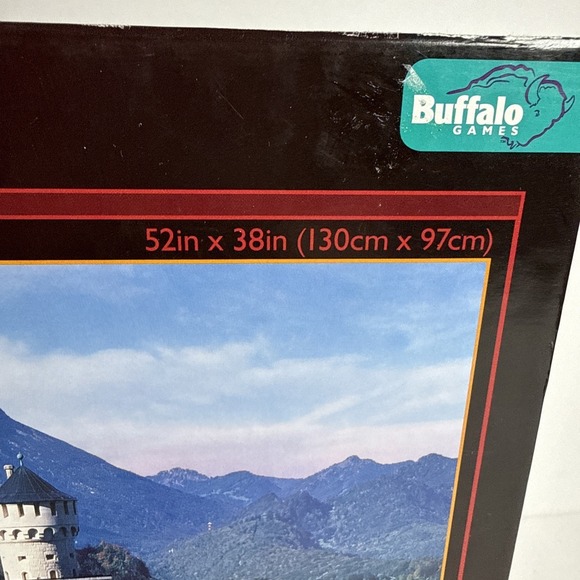 Buffalo
GAMES
52in x 38in (130cm x 97cm)